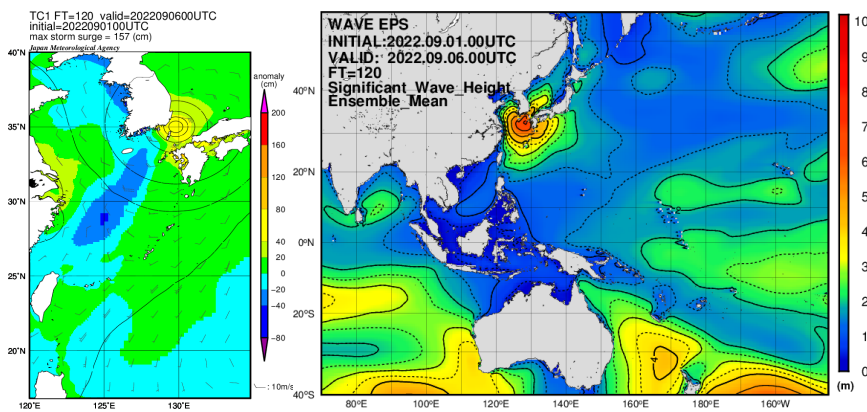 TC1 FT=120 valid=2022090600UTC
initial=2022090100UTC
max storm surge = 157 (cm)
Japan Meteorological Agency
40°N
35°N
30°N
25°N
20°N
120°E
125°E
130°E
anomaly
(cm)
200
160
120
80
40
20
0
−20
−40
−80
: 10m/s
WAVE EPS
INITIAL:2022.09.01.00UTC
VALID: 2022.09.06.00UTC
FT=120
Significant_Wave_Height
Ensemble_Mean
40°N
20°N
0°N
20°S
40°S
80°E
100°E
120°E
140°E
160°E
180°E
160°W
4
10
9
8
7
6
5
4
3
2
1
0
(m)